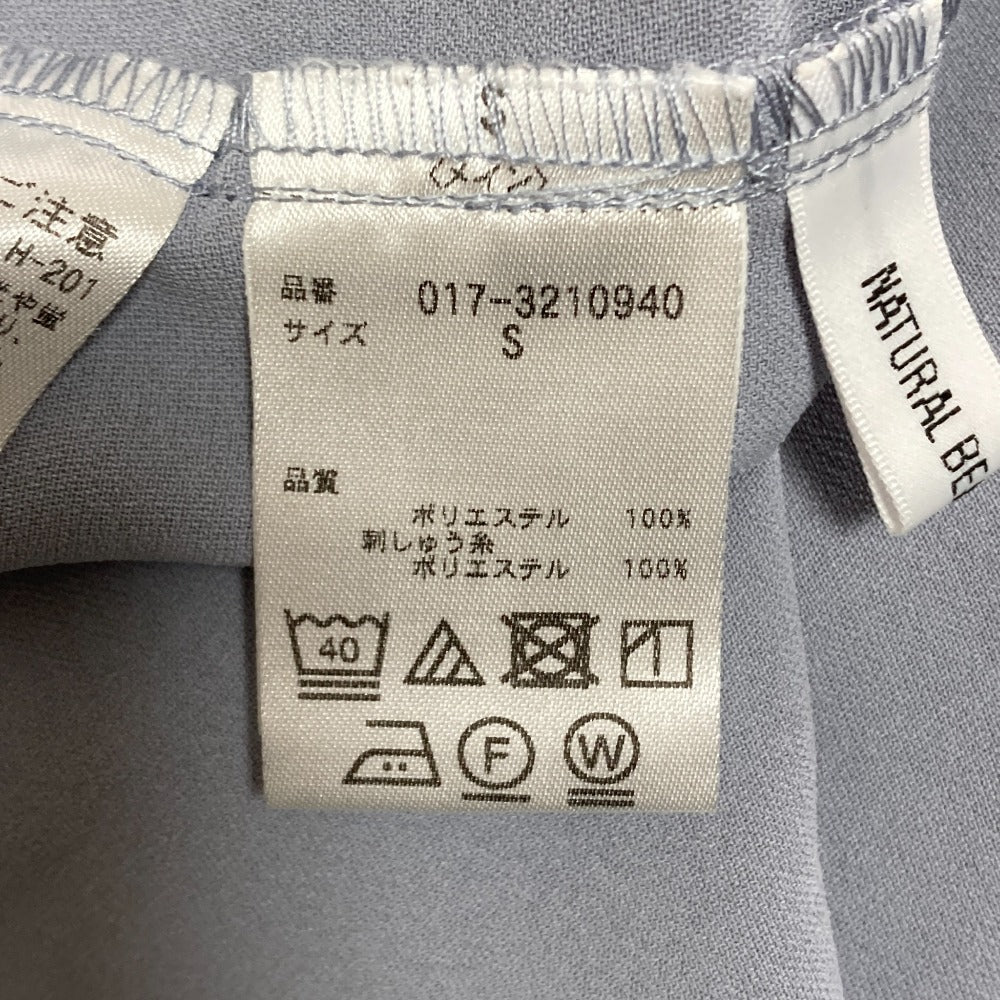 S
〈メイン〉
品番 017-3210940
サイズ S
品質
ポリエステル 100%
刺しゅう糸
ポリエステル 100%
40
F
W
ご注意
H-201
NATURAL BE